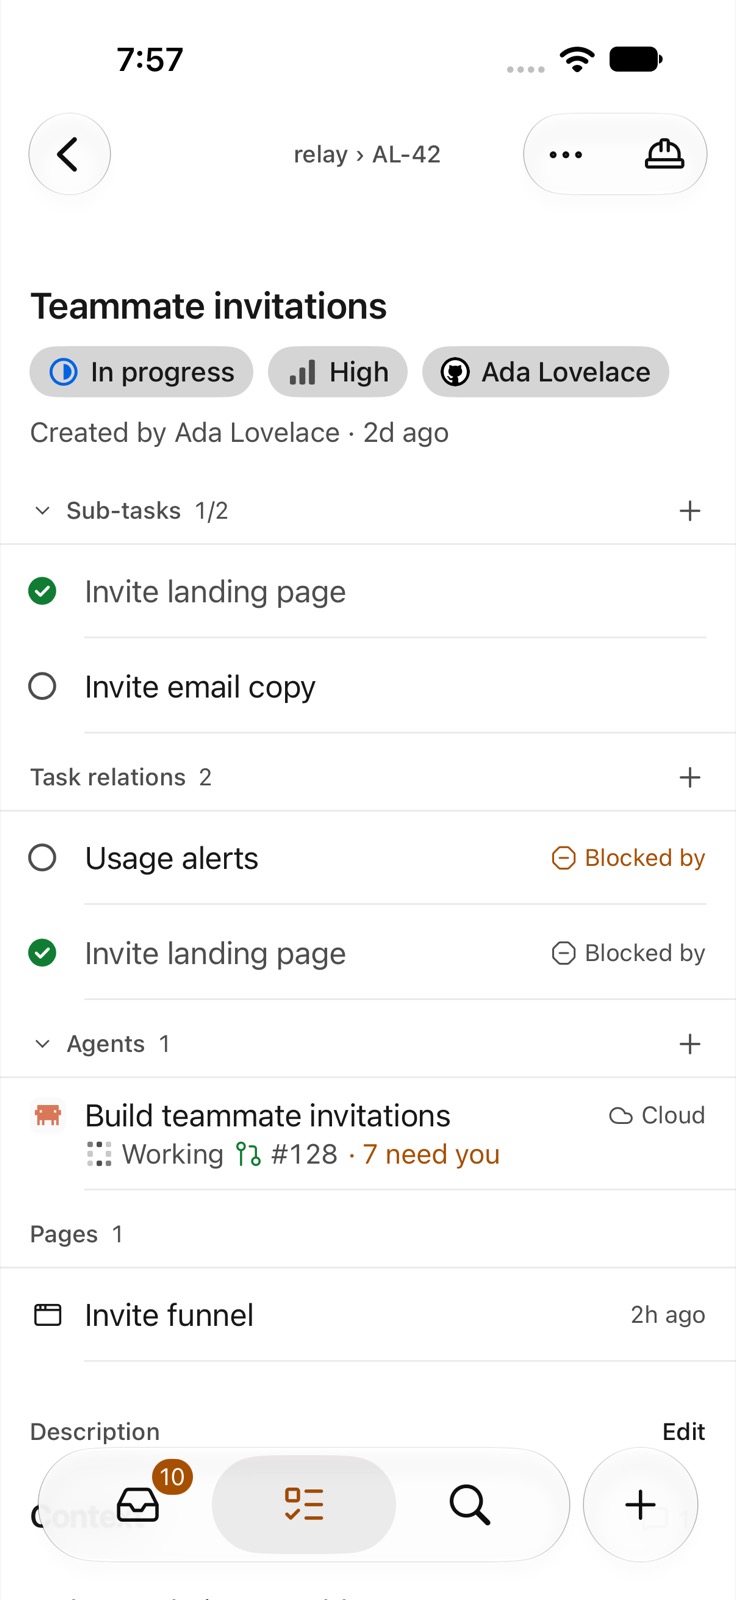 7:57
relay › AL-42
Teammate invitations
In progress
High
Ada Lovelace
Created by Ada Lovelace · 2d ago
Sub-tasks 1/2
Invite landing page
Invite email copy
Task relations 2
Usage alerts
Blocked by
Invite landing page
Blocked by
Agents 1
Build teammate invitations
Cloud
Working #128 · 7 need you
Pages 1
Invite funnel
2h ago
Description
Edit
10